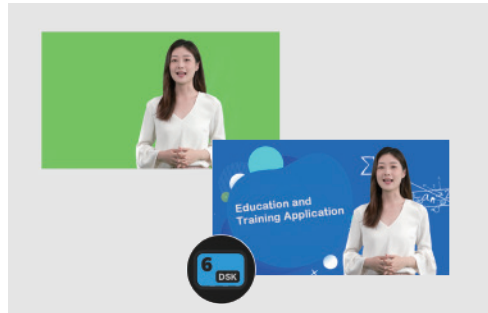 Education and
Training Application
Σ
6
DSK